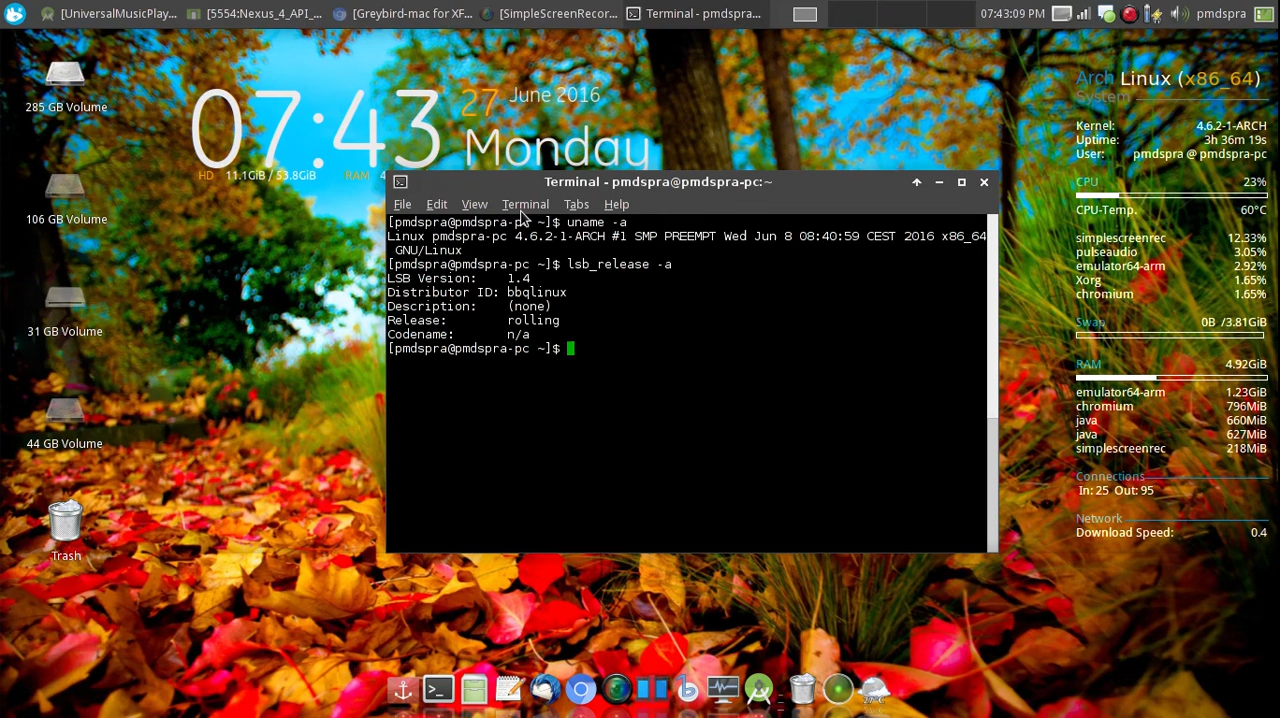 [UniversalMusicPlay... [5554:Nexus_4_API_... [Greybird-mac for XF... [SimpleScreenRecor... Terminal - pmdspra... 07:43:09 PM pmdspra
285 GB Volume
106 GB Volume
31 GB Volume
44 GB Volume
Trash
07:43 27 June 2016
Monday
HD 11.1GiB / 53.8GiB RAM 4
Terminal - pmdspra@pmdspra-pc:~
File Edit View Terminal Tabs Help
[pmdspra@pmdspra-pc ~]$ uname -a
Linux pmdspra-pc 4.6.2-1-ARCH #1 SMP PREEMPT Wed Jun 8 08:40:59 CEST 2016 x86_64
GNU/Linux
[pmdspra@pmdspra-pc ~]$ lsb_release -a
LSB Version: 1.4
Distributor ID: bbqlinux
Description: (none)
Release: rolling
Codename: n/a
[pmdspra@pmdspra-pc ~]$
Arch Linux (x86_64)
System
Kernel: 4.6.2-1-ARCH
Uptime: 3h 36m 19s
User: pmdspra @ pmdspra-pc
CPU 23%
CPU-Temp. 60°C
simplescreenrec 12.33%
pulseaudio 3.05%
emulator64-arm 2.92%
Xorg 1.65%
chromium 1.65%
Swap 0B /3.81GiB
RAM 4.92GiB
emulator64-arm 1.23GiB
chromium 796MiB
java 660MiB
java 627MiB
simplescreenrec 218MiB
Connections
In: 25 Out: 95
Network
Download Speed: 0.4
27°C